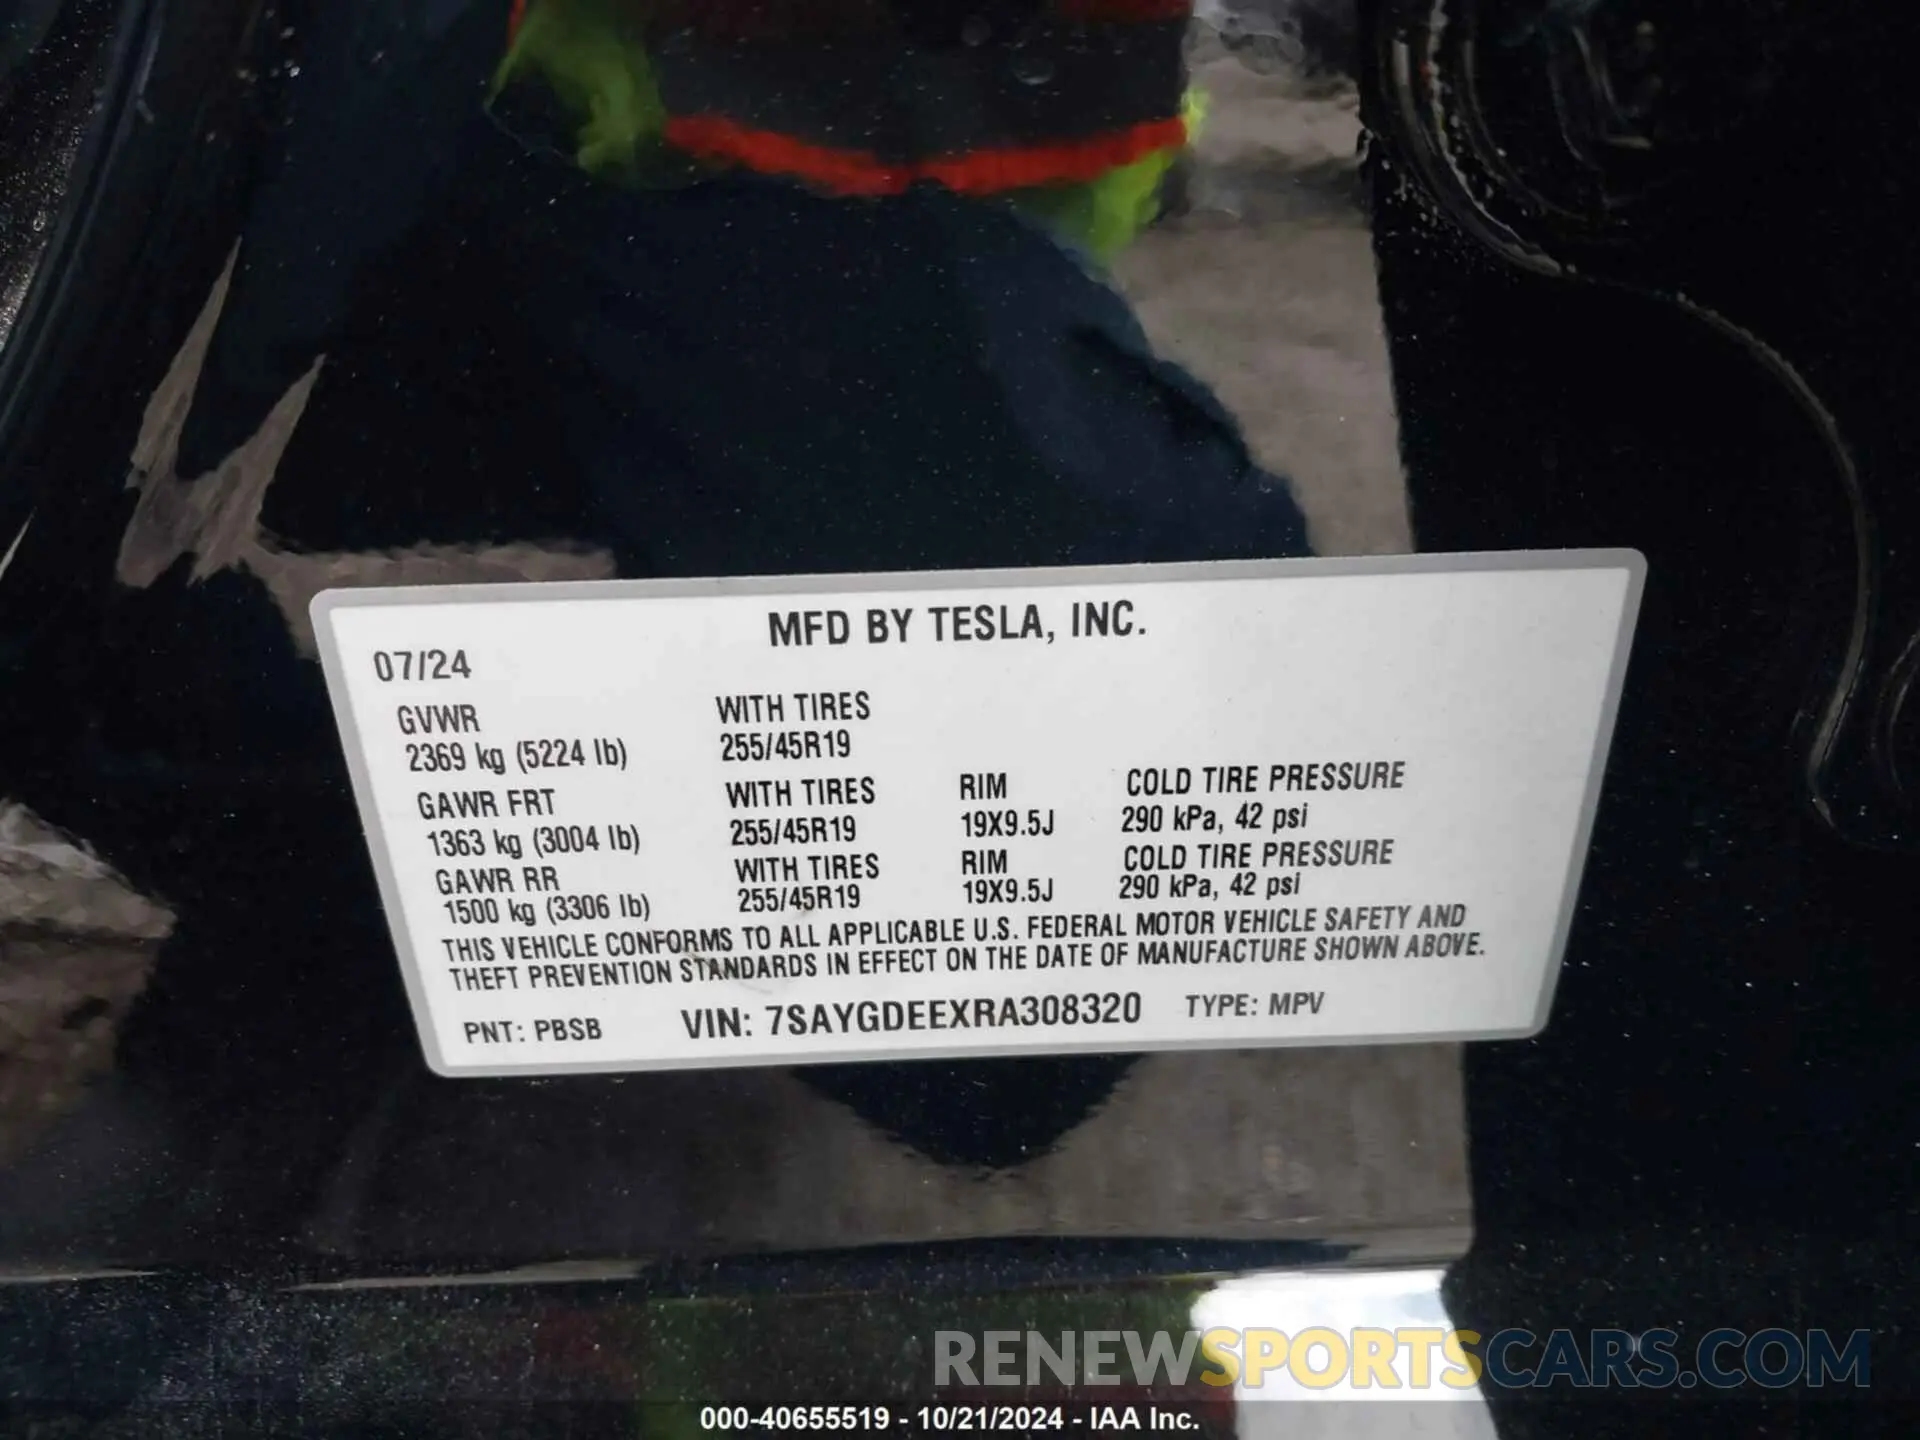 MFD BY TESLA, INC.
07/24
GVWR WITH TIRES
2369 kg (5224 lb) 255/45R19
GAWR FRT WITH TIRES RIM COLD TIRE PRESSURE
1363 kg (3004 lb) 255/45R19 19X9.5J 290 kPa, 42 psi
GAWR RR WITH TIRES RIM COLD TIRE PRESSURE
1500 kg (3306 lb) 255/45R19 19X9.5J 290 kPa, 42 psi
THIS VEHICLE CONFORMS TO ALL APPLICABLE U.S. FEDERAL MOTOR VEHICLE SAFETY AND
THEFT PREVENTION STANDARDS IN EFFECT ON THE DATE OF MANUFACTURE SHOWN ABOVE.
PNT: PBSB VIN: 7SAYGDEEXRA308320 TYPE: MPV
RENEWSPORTSCARS.COM
000-40655519 - 10/21/2024 - IAA Inc.